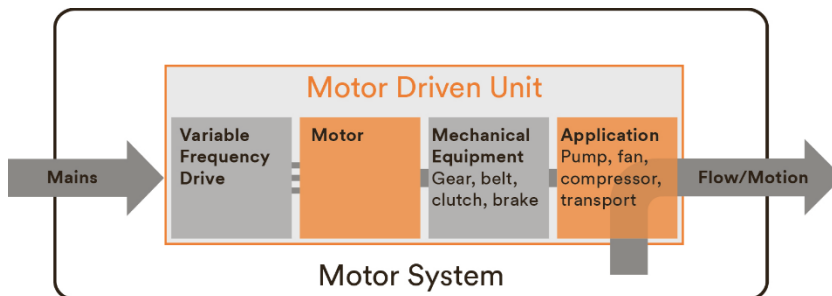 Motor Driven Unit
Mains
Variable
Frequency
Drive
Motor
Mechanical
Equipment
Gear, belt,
clutch, brake
Application
Pump, fan,
compressor,
transport
Flow/Motion
Motor System